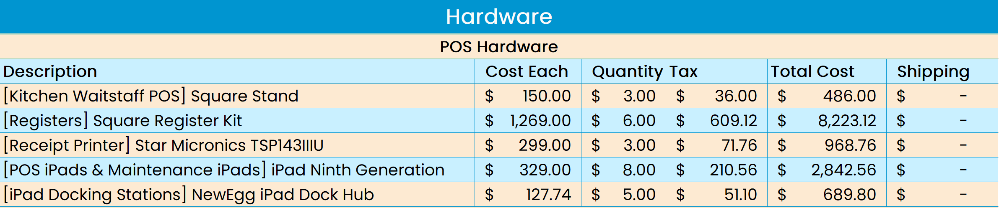 Hardware
POS Hardware
Description Cost Each Quantity Tax Total Cost Shipping
[Kitchen Waitstaff POS] Square Stand $ 150.00 $ 3.00 $ 36.00 $ 486.00 $ -
[Registers] Square Register Kit $ 1,269.00 $ 6.00 $ 609.12 $ 8,223.12 $ -
[Receipt Printer] Star Micronics TSP143IIIU $ 299.00 $ 3.00 $ 71.76 $ 968.76 $ -
[POS iPads & Maintenance iPads] iPad Ninth Generation $ 329.00 $ 8.00 $ 210.56 $ 2,842.56 $ -
[iPad Docking Stations] NewEgg iPad Dock Hub $ 127.74 $ 5.00 $ 51.10 $ 689.80 $ -